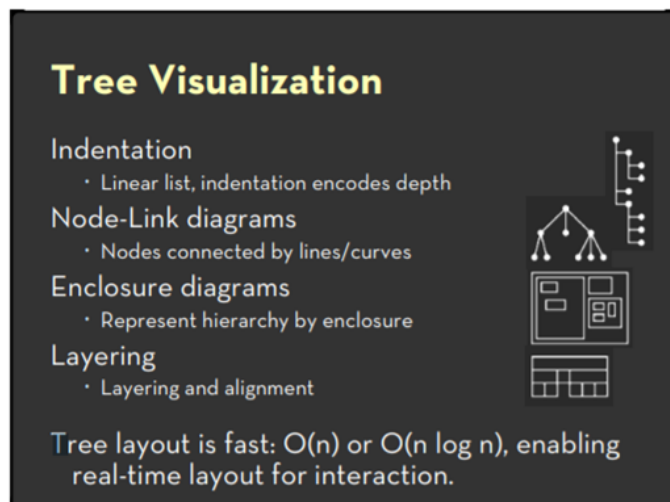 Tree Visualization
Indentation
· Linear list, indentation encodes depth
Node-Link diagrams
· Nodes connected by lines/curves
Enclosure diagrams
· Represent hierarchy by enclosure
Layering
· Layering and alignment
Tree layout is fast: O(n) or O(n log n), enabling
real-time layout for interaction.